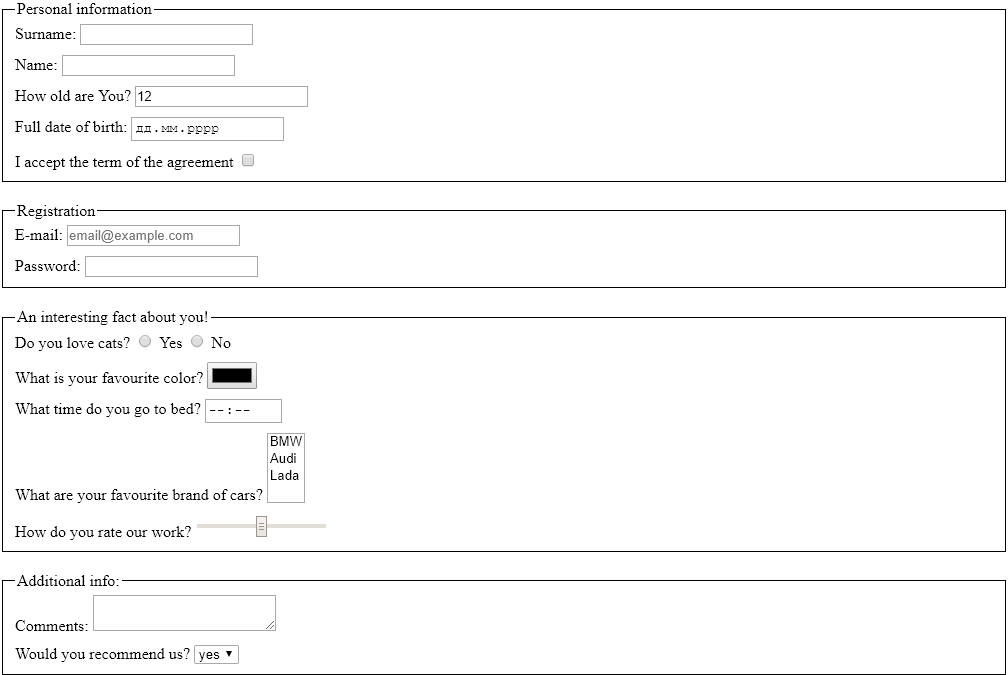 Personal information
Surname:
Name:
How old are You? 12
Full date of birth: дд.мм.рррр
I accept the term of the agreement
Registration
E-mail: email@example.com
Password:
An interesting fact about you!
Do you love cats? Yes No
What is your favourite color?
What time do you go to bed? --:--
BMW
Audi
Lada
What are your favourite brand of cars?
How do you rate our work?
Additional info:
Comments:
Would you recommend us? yes